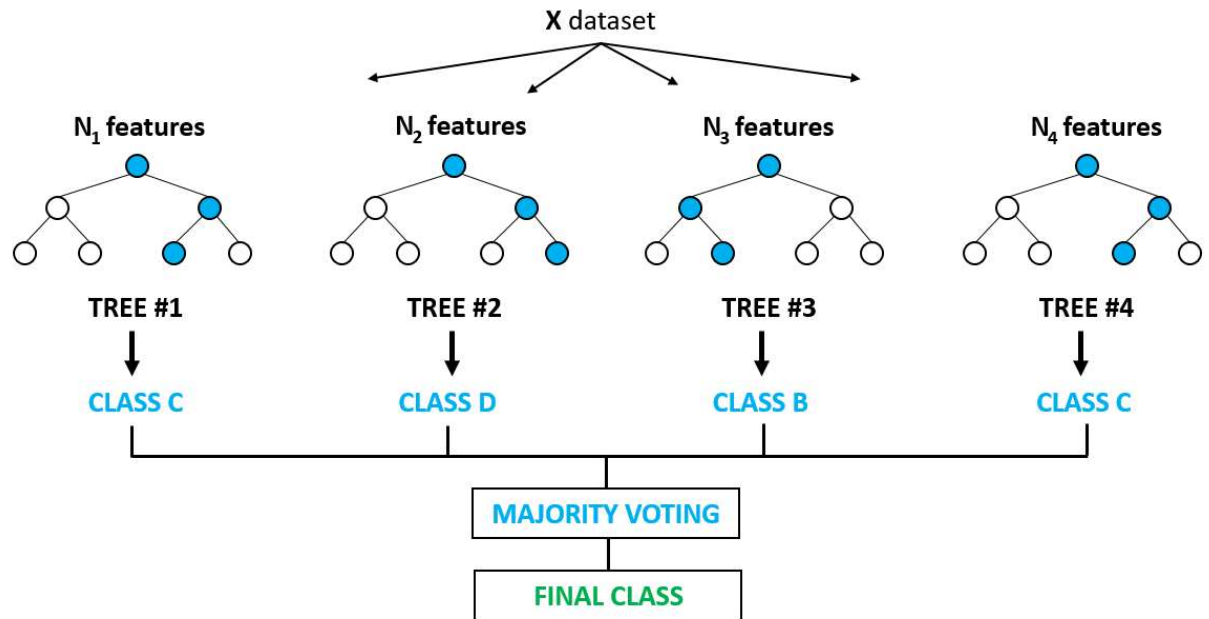 X dataset
N₁ features
N₂ features
N₃ features
N₄ features
TREE #1
TREE #2
TREE #3
TREE #4
CLASS C
CLASS D
CLASS B
CLASS C
MAJORITY VOTING
FINAL CLASS